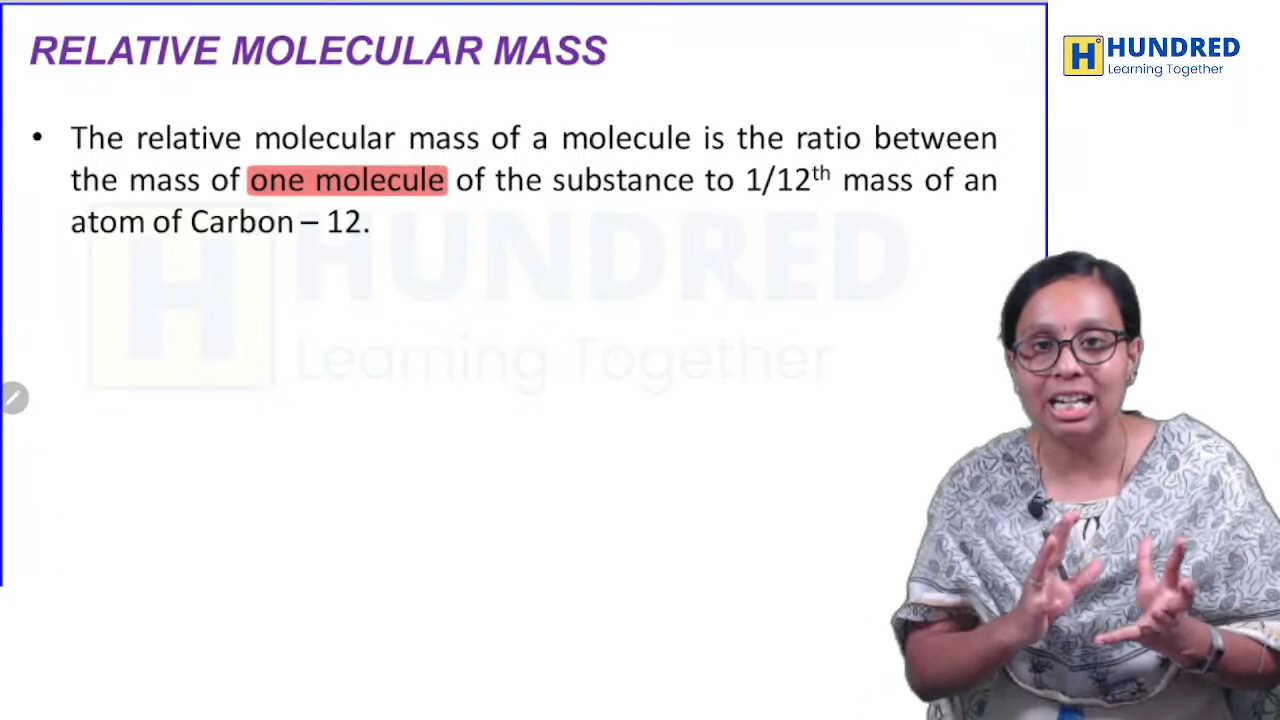 RELATIVE MOLECULAR MASS
H° HUNDRED
Learning Together
• The relative molecular mass of a molecule is the ratio between
the mass of one molecule of the substance to 1/12th mass of an
atom of Carbon – 12.
H HUNDRED
Learning Together